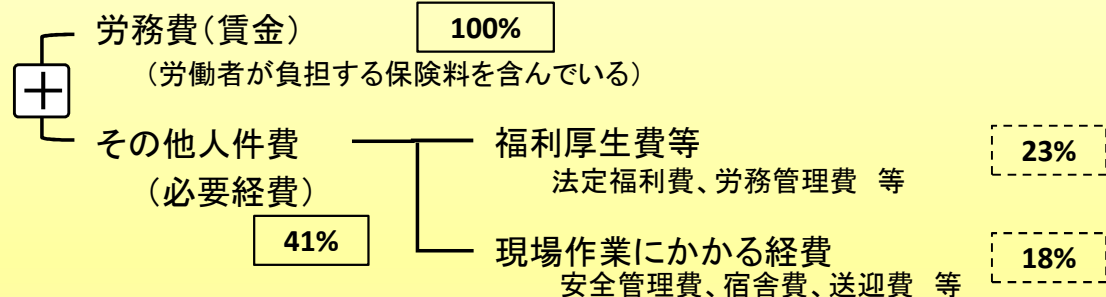 労務費(賃金) 100%
(労働者が負担する保険料を含んでいる)
＋
その他人件費 福利厚生費等 23%
(必要経費) 法定福利費、労務管理費 等
41% 現場作業にかかる経費 18%
安全管理費、宿舎費、送迎費 等